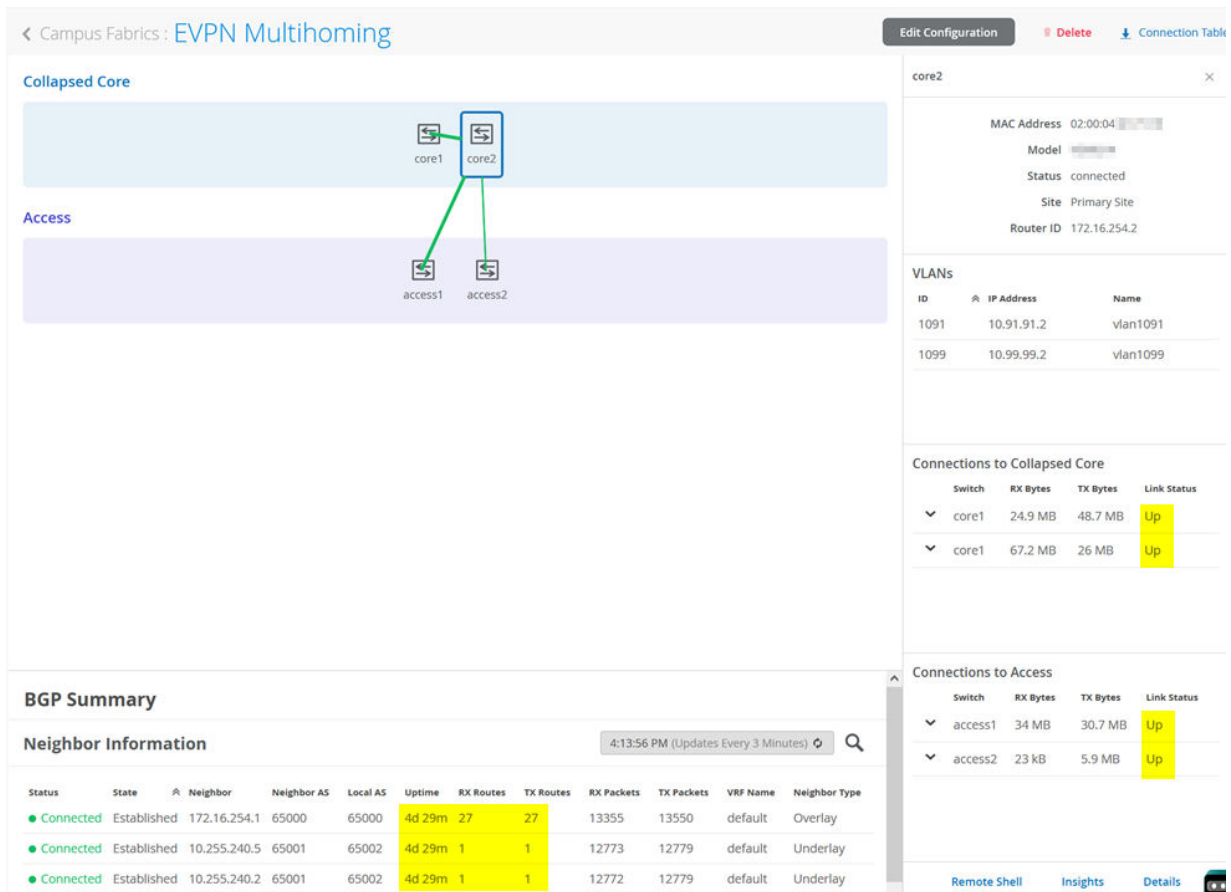 Campus Fabrics : EVPN Multihoming
Edit Configuration
Delete
Connection Table
Collapsed Core
core1
core2
Access
access1
access2
core2
MAC Address 02:00:04
Model
Status connected
Site Primary Site
Router ID 172.16.254.2
VLANs
ID IP Address Name
1091 10.91.91.2 vlan1091
1099 10.99.99.2 vlan1099
Connections to Collapsed Core
Switch RX Bytes TX Bytes Link Status
core1 24.9 MB 48.7 MB Up
core1 67.2 MB 26 MB Up
Connections to Access
Switch RX Bytes TX Bytes Link Status
access1 34 MB 30.7 MB Up
access2 23 kB 5.9 MB Up
Remote Shell Insights Details
BGP Summary
Neighbor Information
4:13:56 PM (Updates Every 3 Minutes)
Status State Neighbor Neighbor AS Local AS Uptime RX Routes TX Routes RX Packets TX Packets VRF Name Neighbor Type
Connected Established 172.16.254.1 65000 65000 4d 29m 27 27 13355 13550 default Overlay
Connected Established 10.255.240.5 65001 65002 4d 29m 1 1 12773 12779 default Underlay
Connected Established 10.255.240.2 65001 65002 4d 29m 1 1 12772 12779 default Underlay